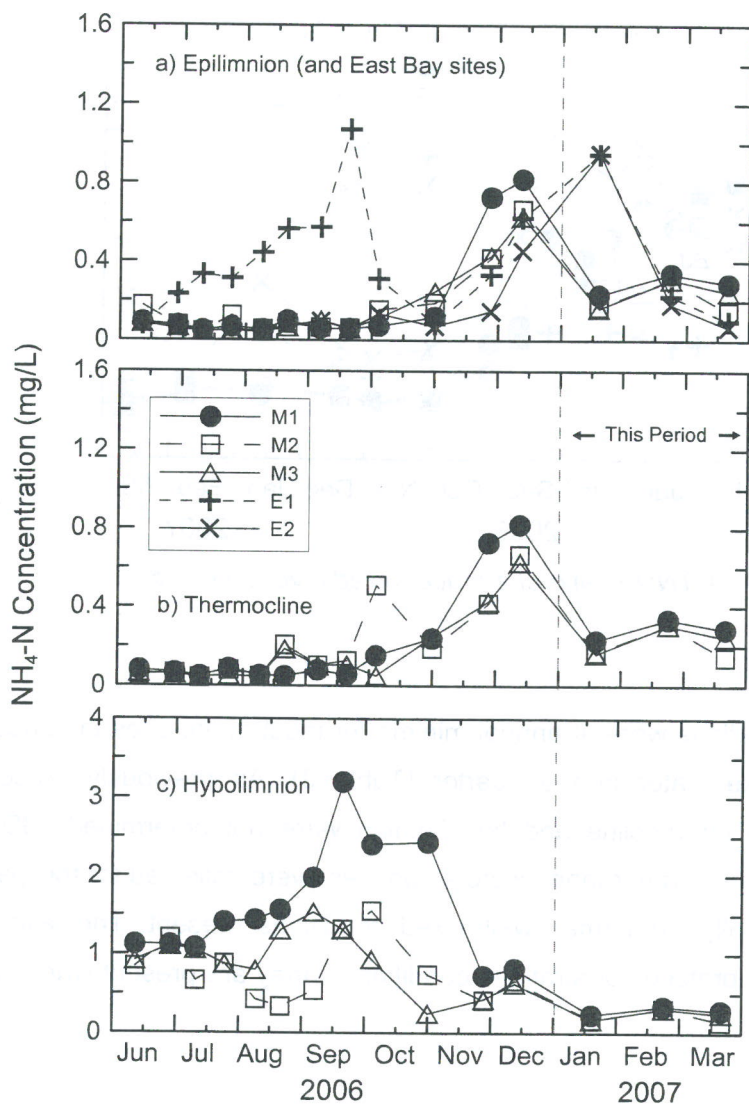 1.6
1.2
0.8
0.4
0
a) Epilimnion (and East Bay sites)
1.6
1.2
0.8
0.4
0
M1
M2
M3
E1
E2
This Period
b) Thermocline
NH4-N Concentration (mg/L)
4
3
2
1
0
c) Hypolimnion
Jun Jul Aug Sep Oct Nov Dec Jan Feb Mar
2006 2007